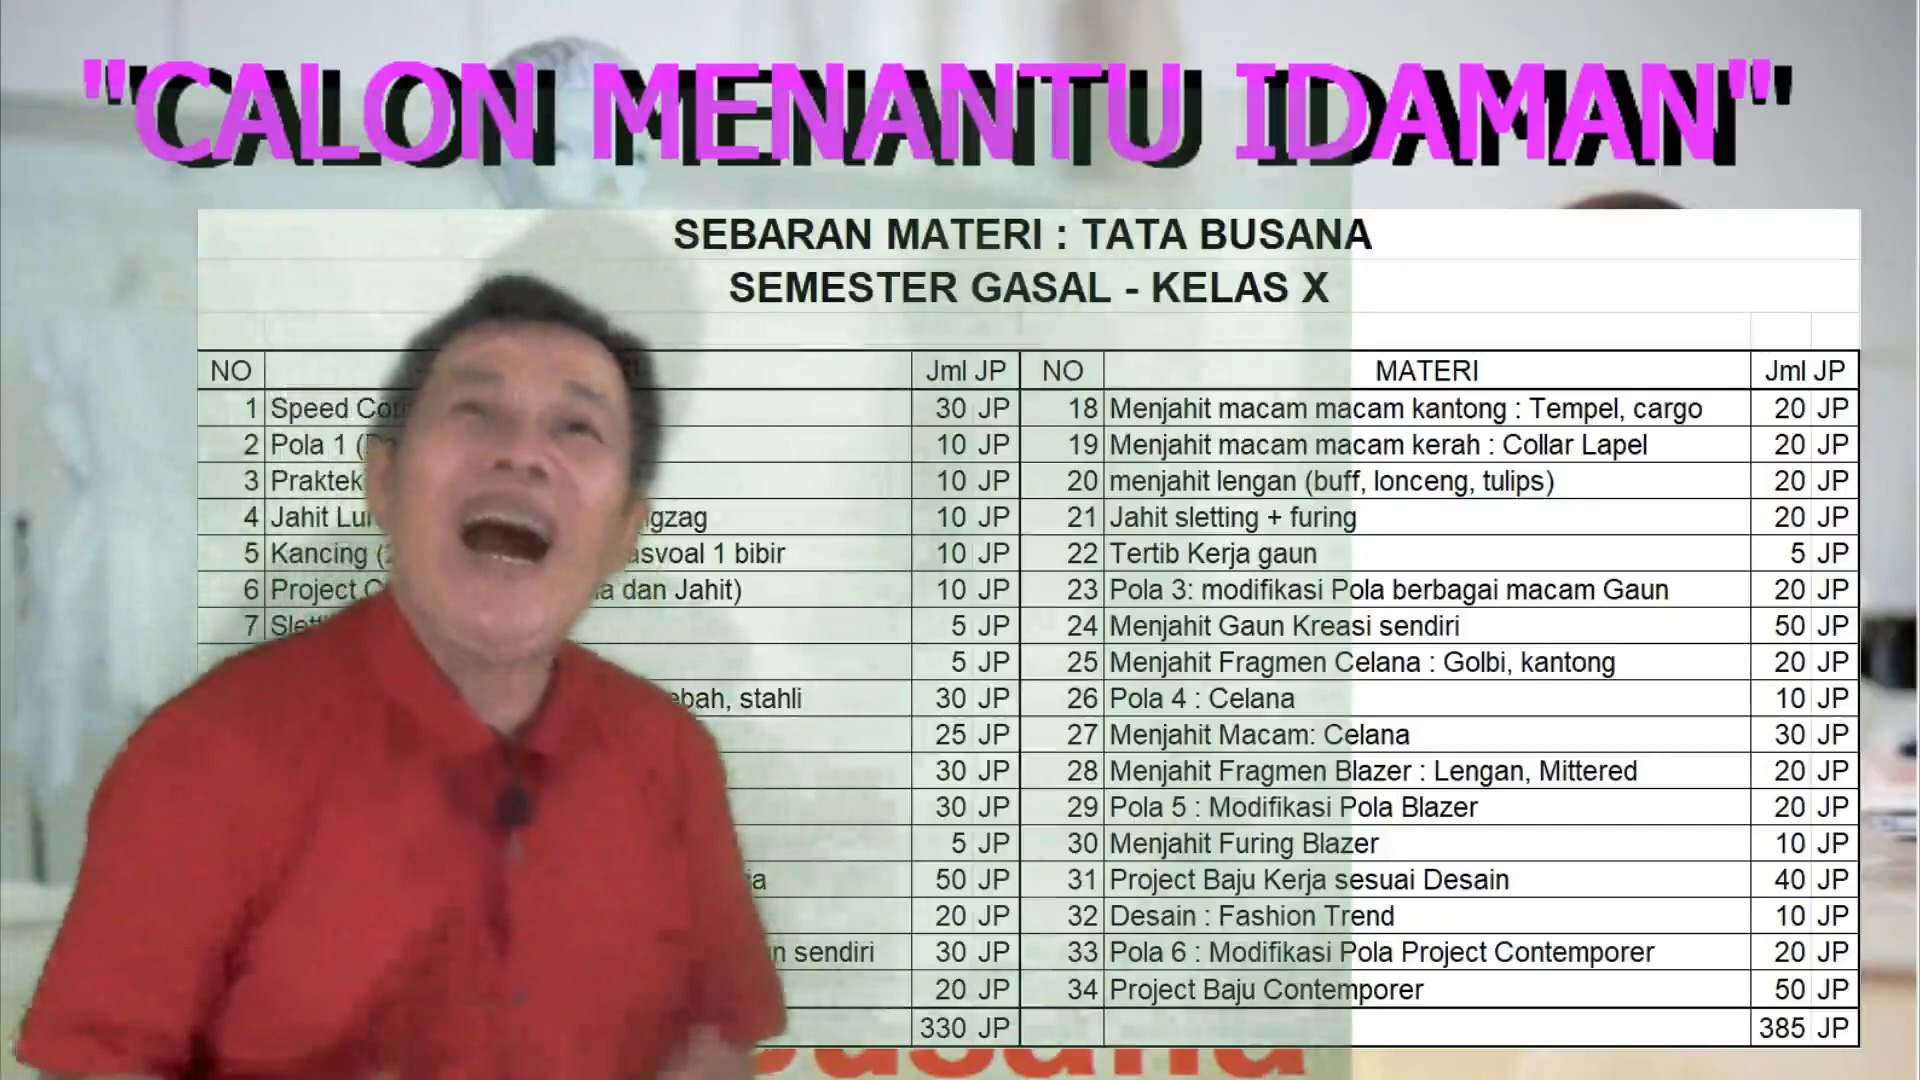 "CALON MENANTU IDAMAN"
SEBARAN MATERI : TATA BUSANA
SEMESTER GASAL - KELAS X
NO Jml JP NO MATERI Jml JP
1 Speed 30 JP 18 Menjahit macam macam kantong : Tempel, cargo 20 JP
2 Pola 1 10 JP 19 Menjahit macam macam kerah : Collar Lapel 20 JP
3 Praktek 10 JP 20 menjahit lengan (buff, lonceng, tulips) 20 JP
4 Jahit 10 JP 21 Jahit sletting + furing 20 JP
5 Kancing 1 bibir 10 JP 22 Tertib Kerja gaun 5 JP
6 Project dan Jahit) 10 JP 23 Pola 3: modifikasi Pola berbagai macam Gaun 20 JP
7 5 JP 24 Menjahit Gaun Kreasi sendiri 50 JP
5 JP 25 Menjahit Fragmen Celana : Golbi, kantong 20 JP
stahli 30 JP 26 Pola 4 : Celana 10 JP
25 JP 27 Menjahit Macam: Celana 30 JP
30 JP 28 Menjahit Fragmen Blazer : Lengan, Mittered 20 JP
30 JP 29 Pola 5 : Modifikasi Pola Blazer 20 JP
5 JP 30 Menjahit Furing Blazer 10 JP
50 JP 31 Project Baju Kerja sesuai Desain 40 JP
20 JP 32 Desain : Fashion Trend 10 JP
sendiri 30 JP 33 Pola 6 : Modifikasi Pola Project Contemporer 20 JP
20 JP 34 Project Baju Contemporer 50 JP
330 JP 385 JP